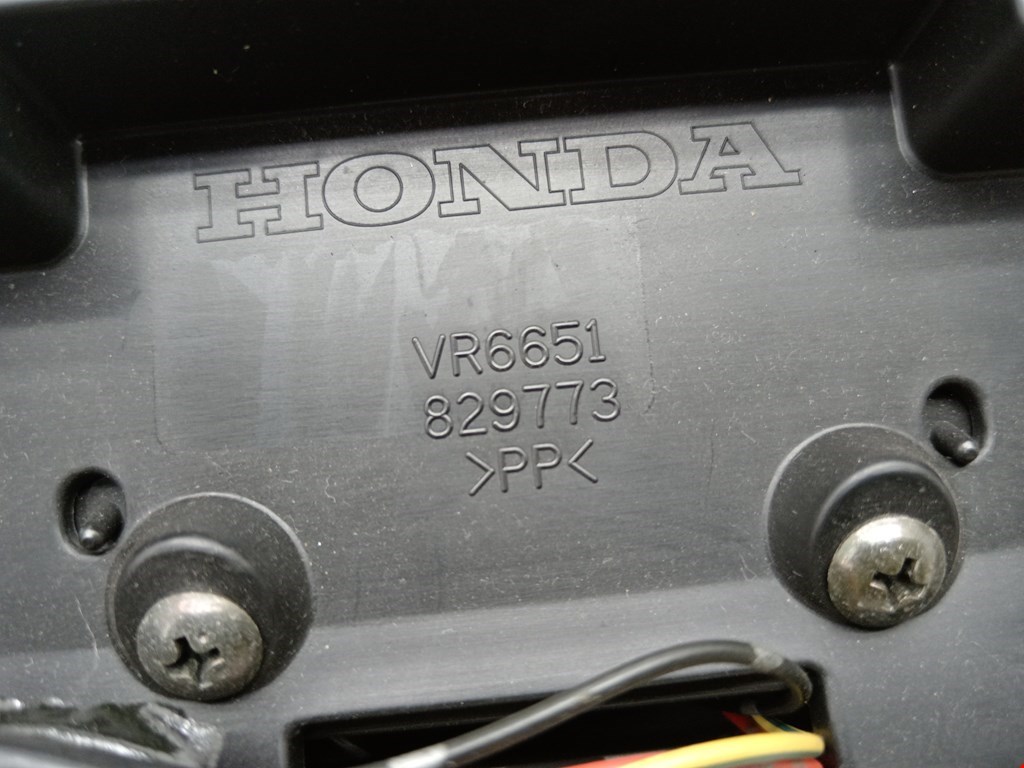 HONDA
VR6651
829773
>PP<